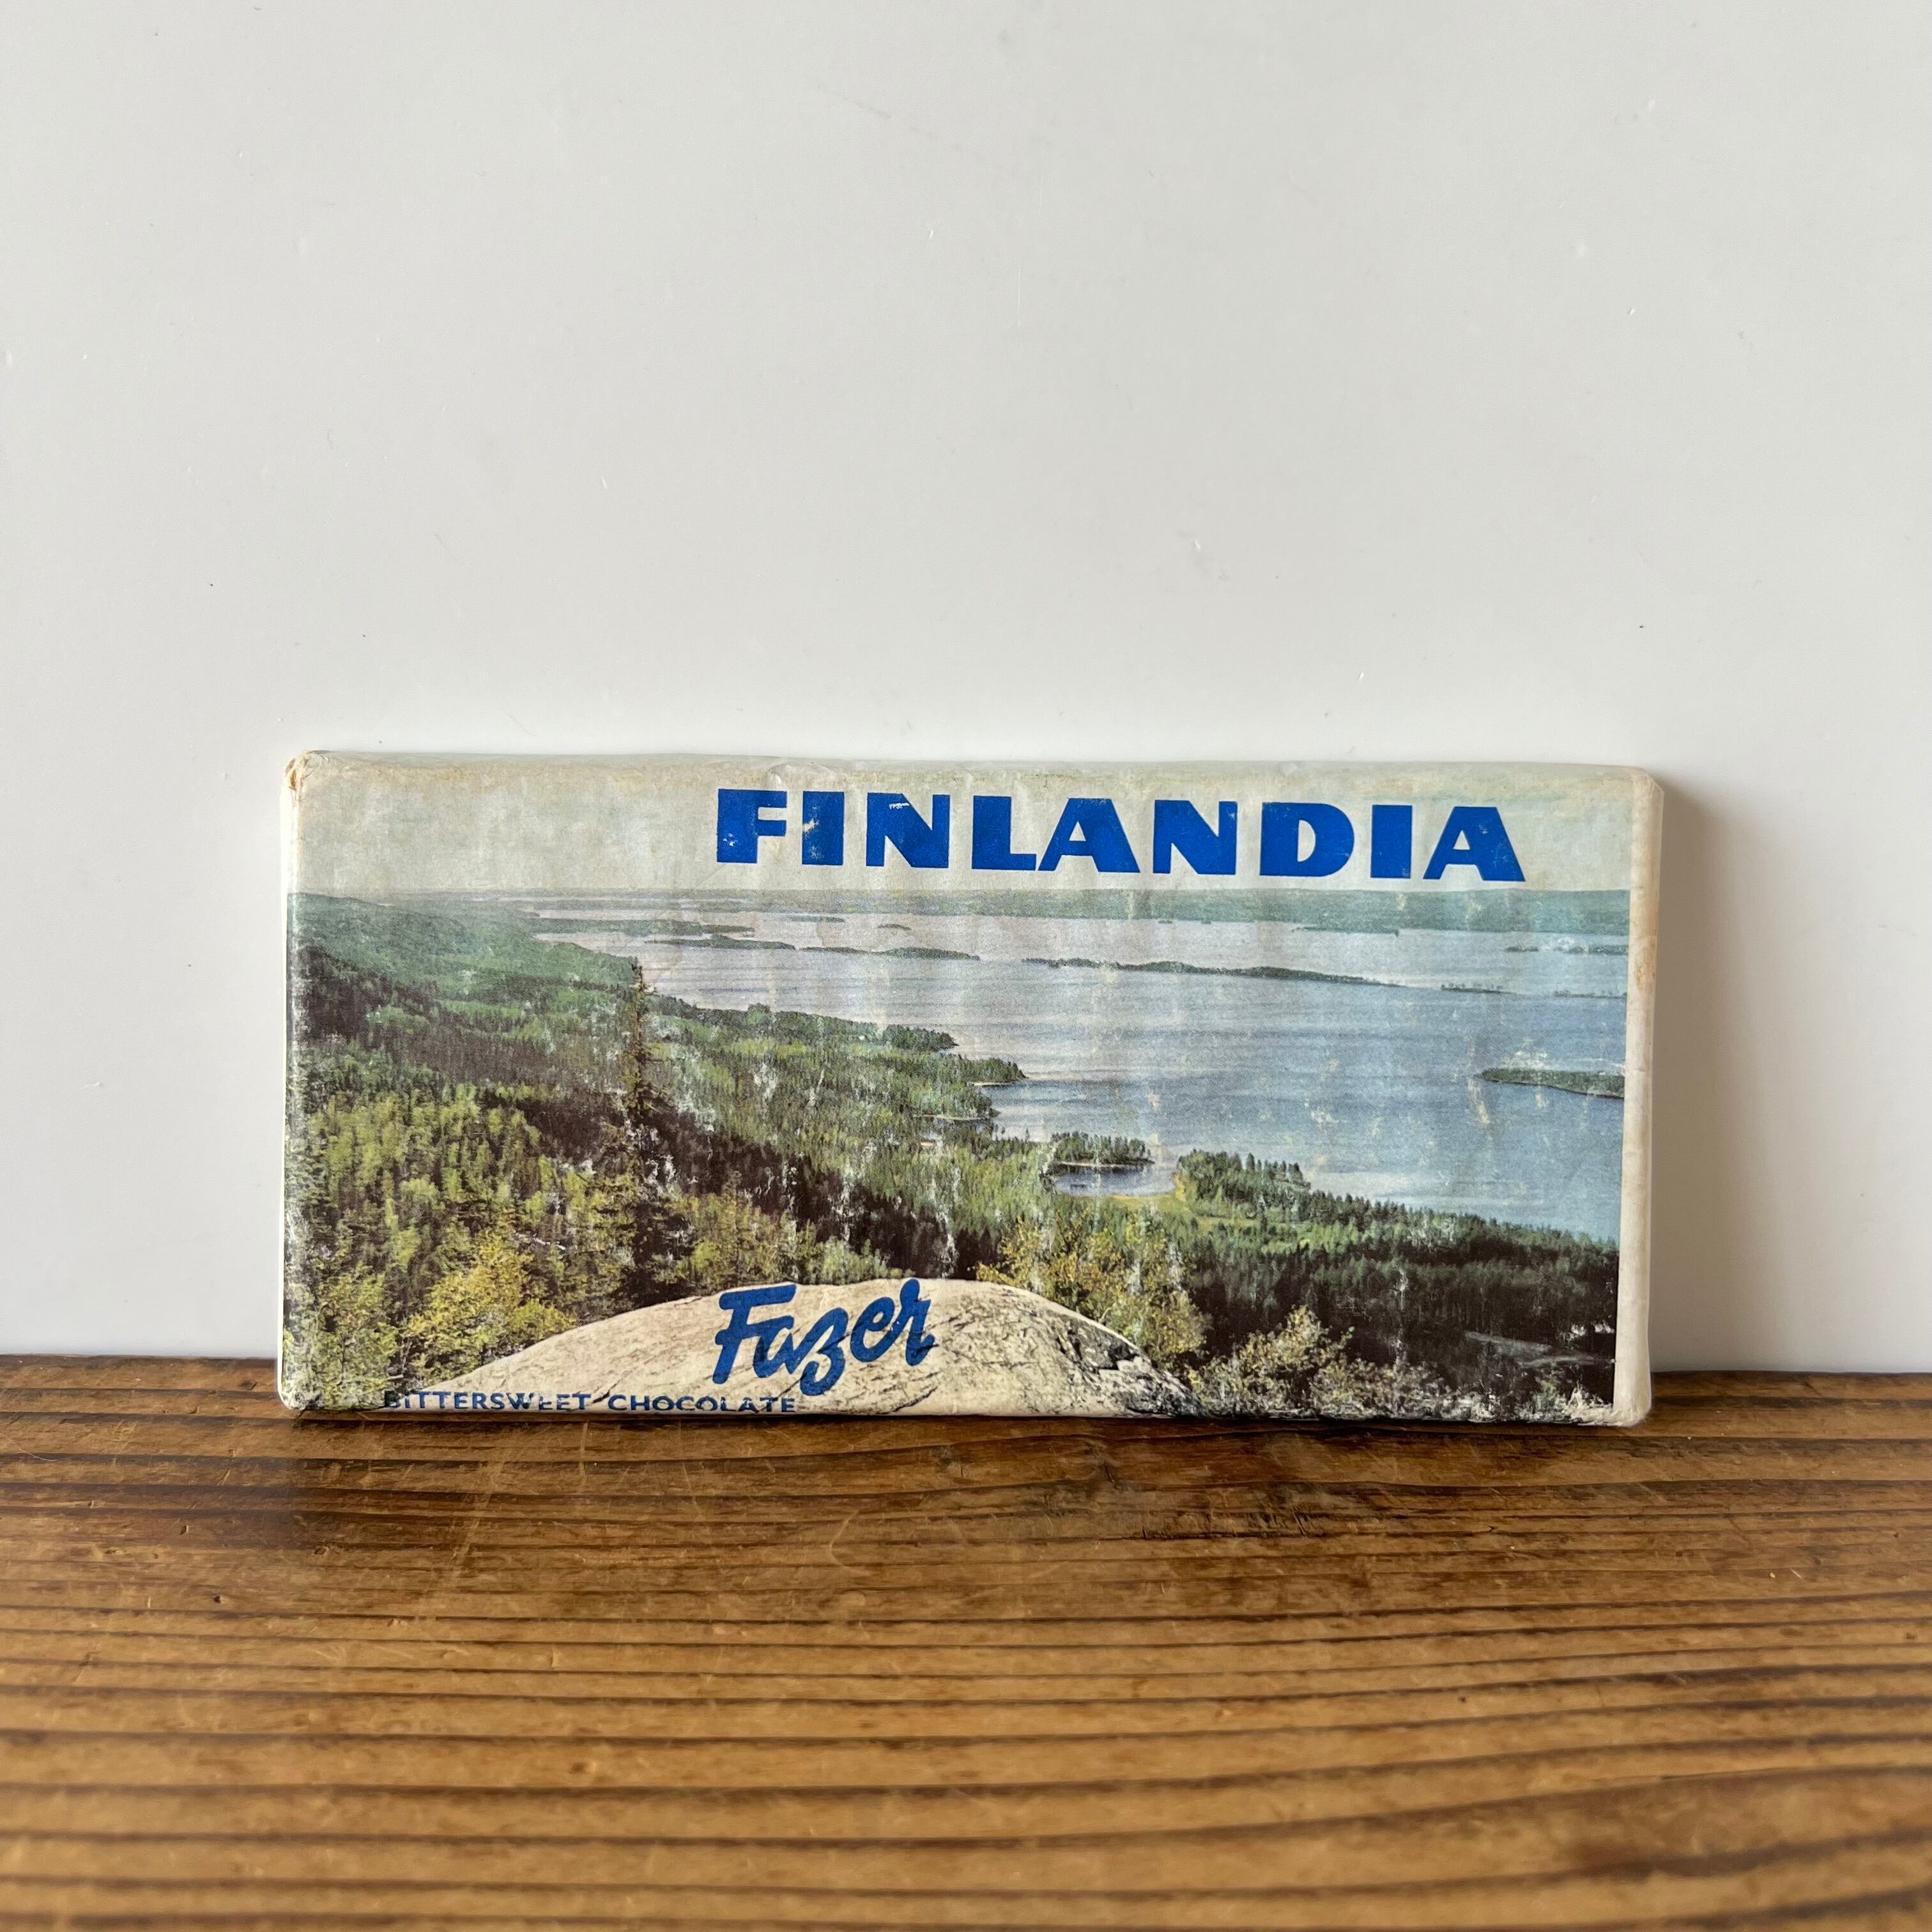 FINLANDIA
Fazer
BITTERSWEET CHOCOLATE